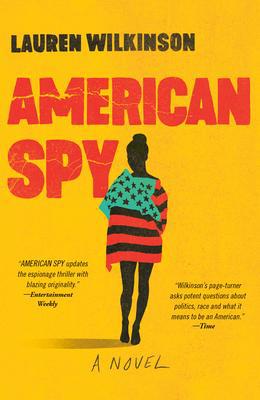 LAUREN WILKINSON
AMERICAN
SPY
"AMERICAN SPY updates
the espionage thriller with
blazing originality."
—Entertainment
Weekly
"Wilkinson's page-turner
asks potent questions about
politics, race and what it
means to be an American."
—Time
A NOVEL